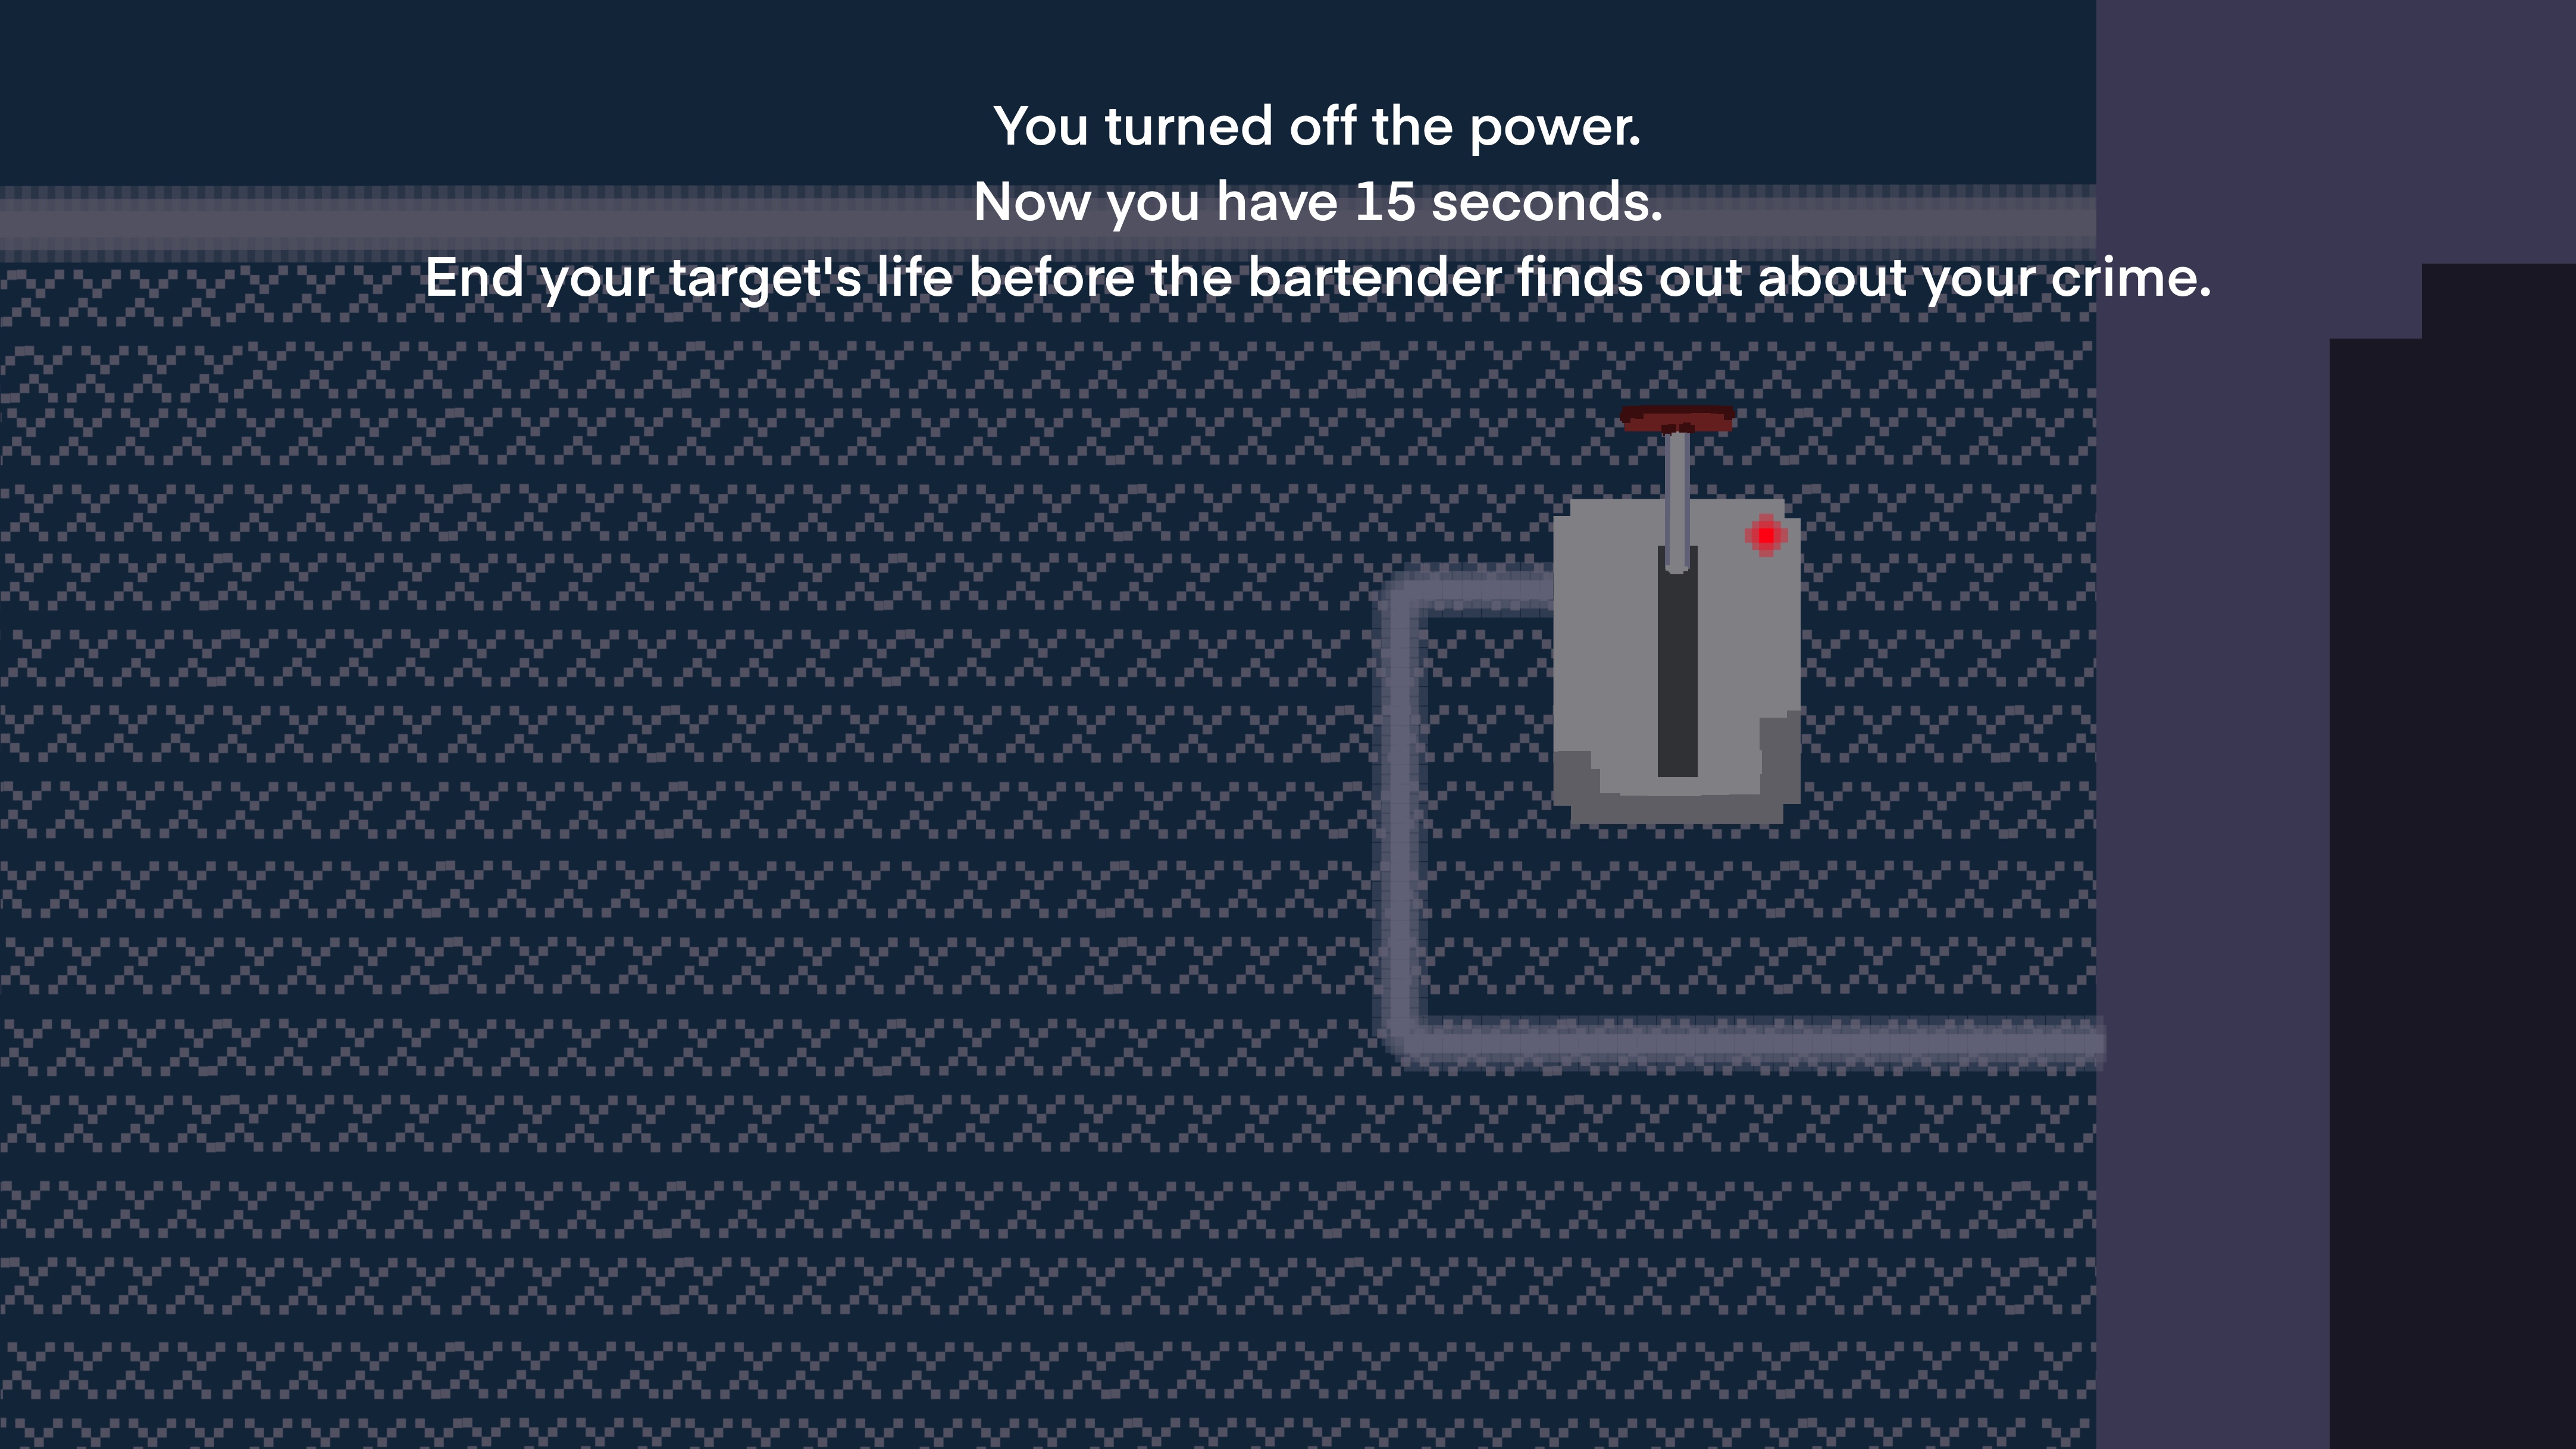 You turned off the power.
Now you have 15 seconds.
End your target's life before the bartender finds out about your crime.